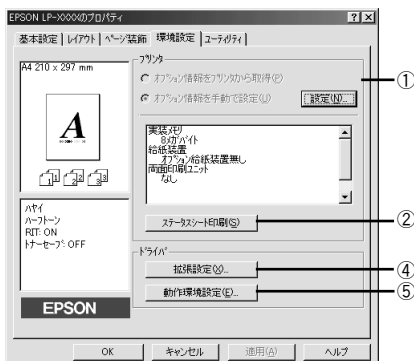 EPSON LP-XXXXのプロパティ
基本設定 レイアウト ページ装飾 環境設定 ユーティリティ
A4 210 x 297 mm
A
1 1 2 2 3 3
ハヤイ
ハーフトーン
RIT: ON
トナーセーブ: OFF
EPSON
プリンタ
オプション情報をプリンタから取得(P)
オプション情報を手動で設定(U)
設定(N)...
①
実装メモリ
8メガバイト
給紙装置
オプション給紙装置無し
両面印刷ユニット
なし
ステータスシート印刷(S)
②
ドライバ
拡張設定(X)...
④
動作環境設定(E)...
⑤
OK キャンセル 適用(A) ヘルプ